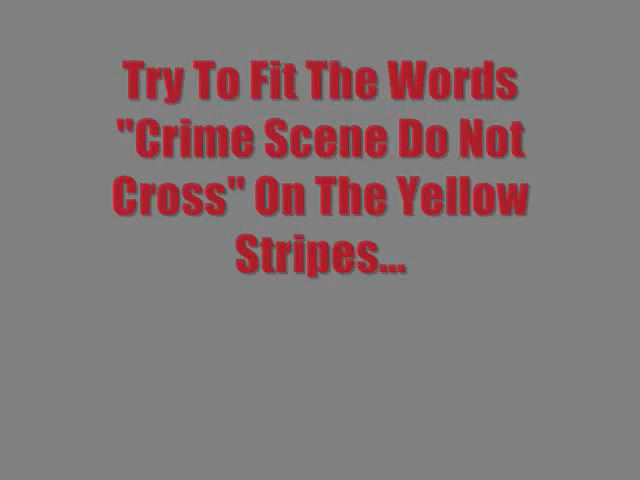 Try To Fit The Words
"Crime Scene Do Not
Cross" On The Yellow
Stripes...